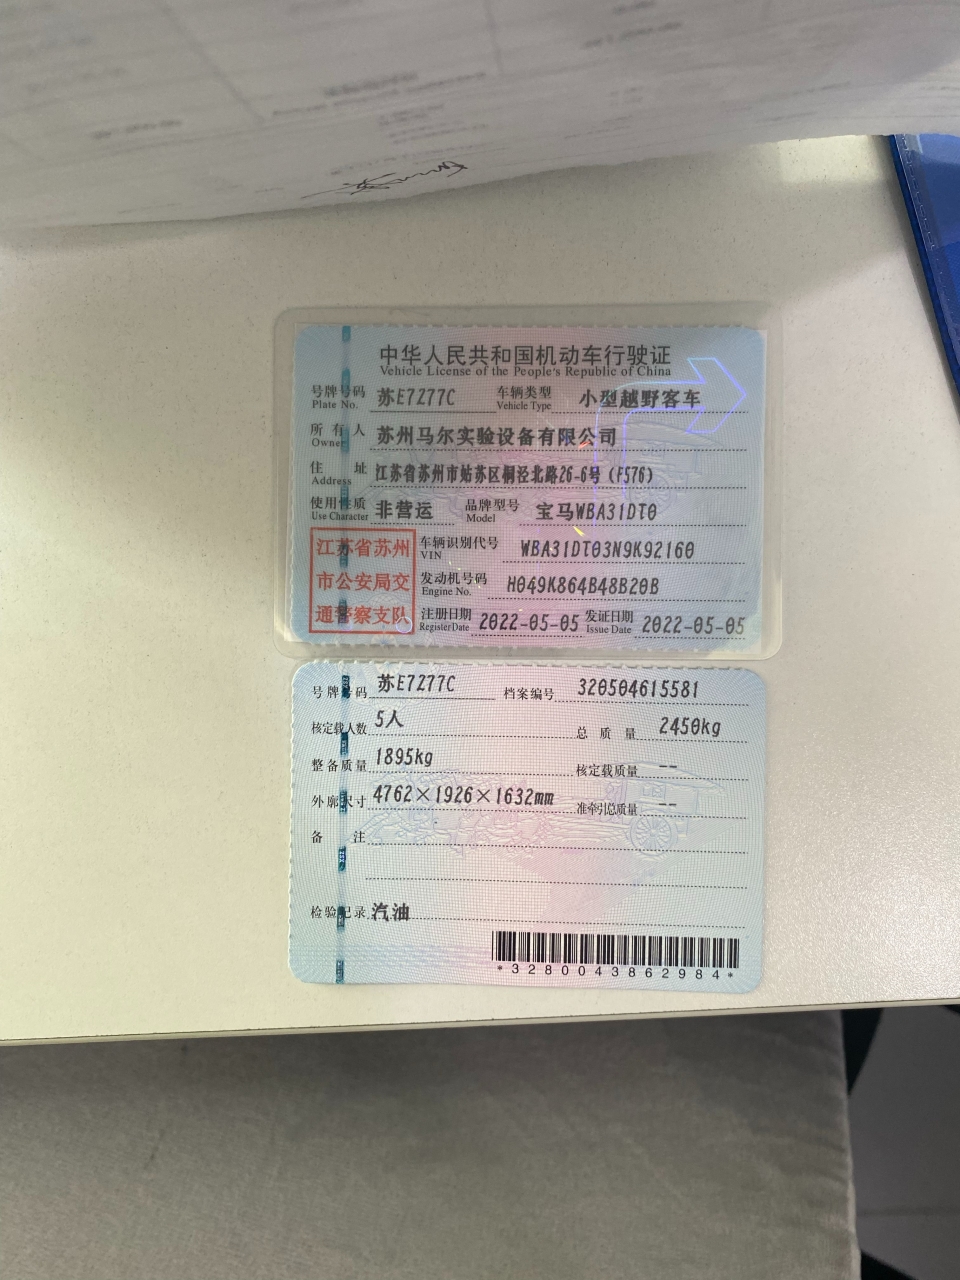 中华人民共和国机动车行驶证
Vehicle License of the People's Republic of China
号牌号码 苏E7277C 车辆类型 小型越野客车
Plate No. Vehicle Type
所有人 苏州马尔实验设备有限公司
Owner
住址 江苏省苏州市姑苏区桐泾北路26-6号(F576)
Address
使用性质 非营运 品牌型号 宝马WBA31DT0
Use Character Model
江苏省苏州
市公安局交
通警察支队
车辆识别代号 WBA31DT03N9K92160
VIN
发动机号码 H049K864B48B20B
Engine No.
注册日期 2022-05-05 发证日期 2022-05-05
Register Date Issue Date
号牌号码 苏E7277C 档案编号 320504615581
核定载人数 5人 总质量 2450kg
整备质量 1895kg 核定载质量 --
外廓尺寸 4762×1926×1632mm 准牵引总质量 --
备注
检验记录 汽油
*3280043862984*